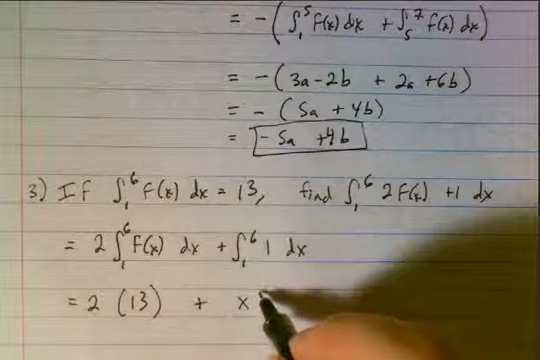 = -(∫₁⁵ f(x) dx + ∫₅⁷ f(x) dx)
= -(3a-2b + 2a+6b)
= -(5a + 4b)
= -5a +4b
3) If ∫₁⁶ f(x) dx = 13, find ∫₁⁶ 2f(x) +1 dx
= 2 ∫₁⁶ f(x) dx + ∫₁⁶ 1 dx
= 2 (13) + x